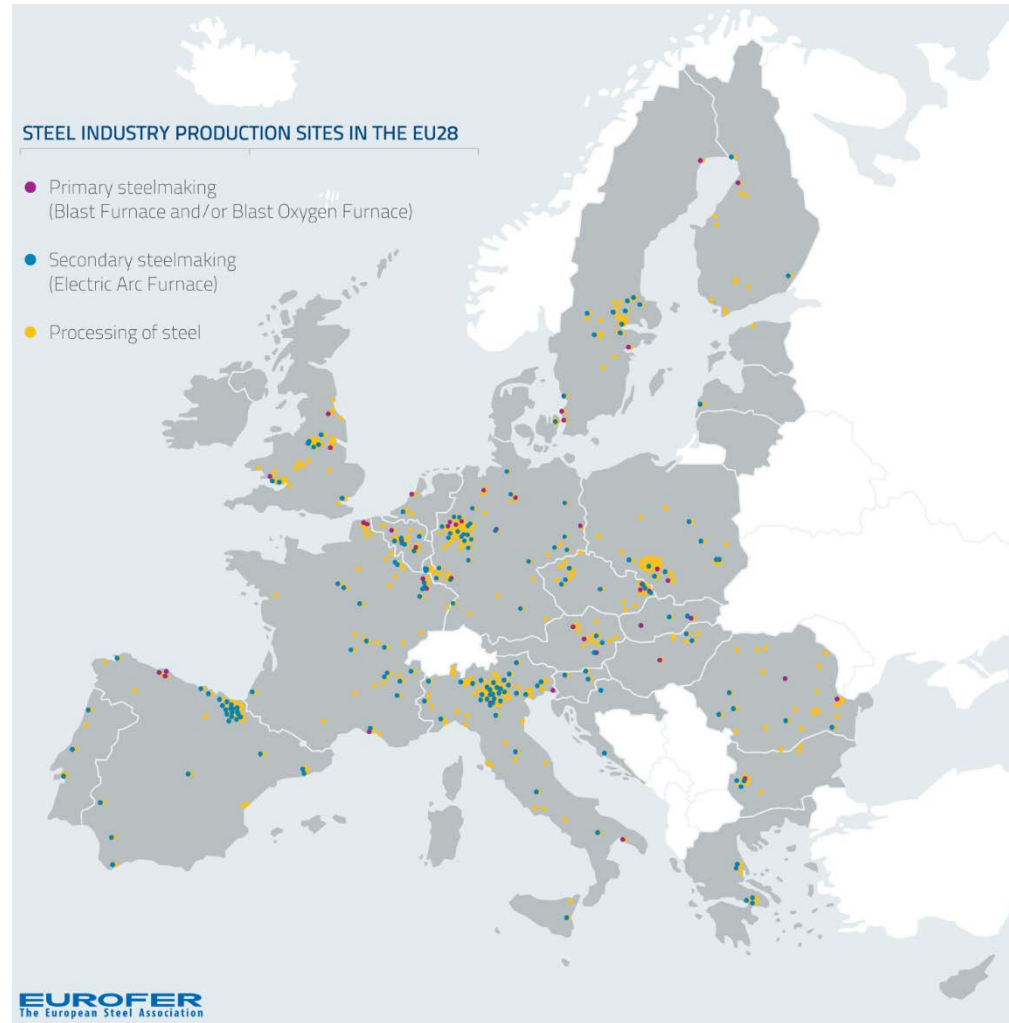 STEEL INDUSTRY PRODUCTION SITES IN THE EU28
Primary steelmaking
(Blast Furnace and/or Blast Oxygen Furnace)
Secondary steelmaking
(Electric Arc Furnace)
Processing of steel
EUROFER
The European Steel Association